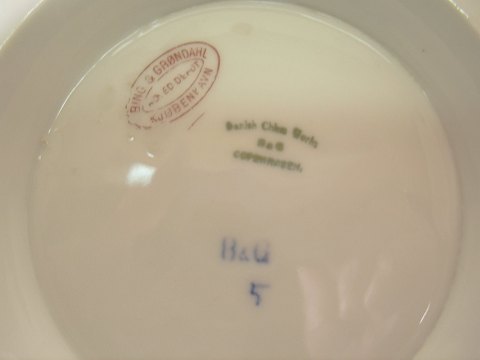 BING & GRØNDAHL
KJØBENHAVN
Danish China Works
B&G
COPENHAGEN.
B&G
5